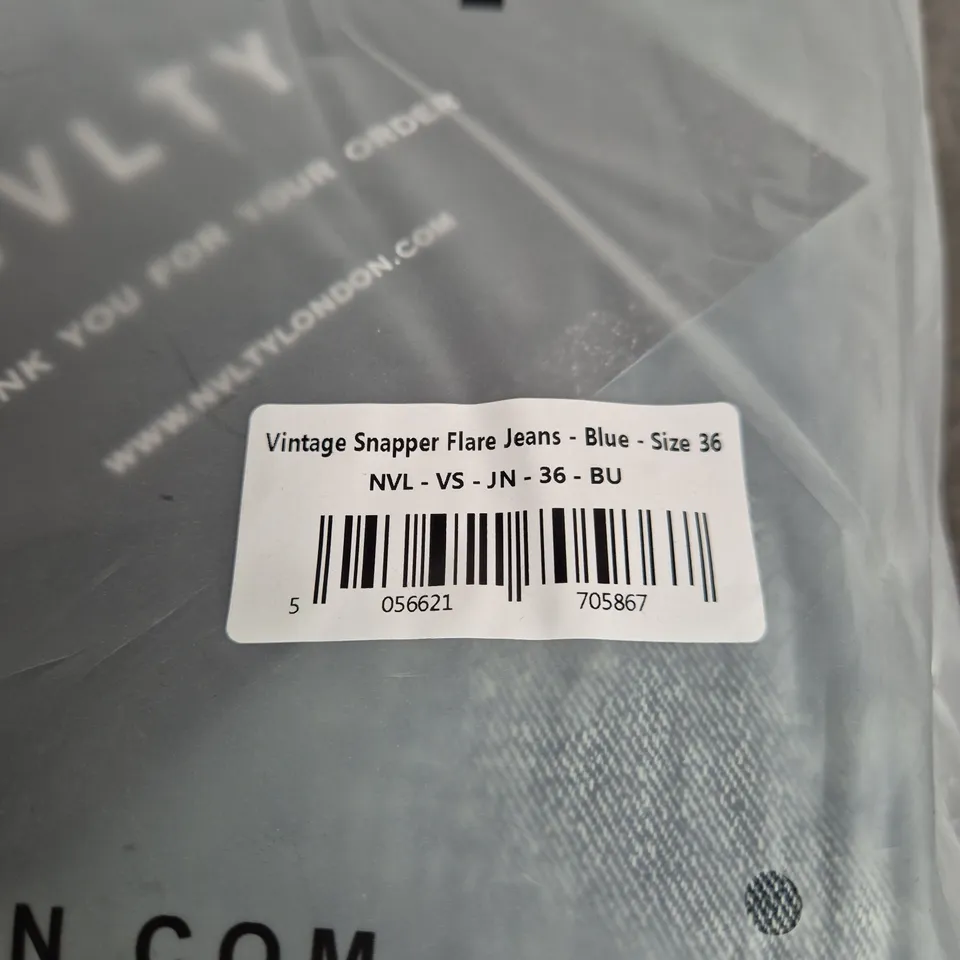 VLTY
NK YOU FOR YOUR ORDER
WWW.NVLTYLONDON.COM
Vintage Snapper Flare Jeans - Blue - Size 36
NVL - VS - JN - 36 - BU
5 056621 705867
N.COM